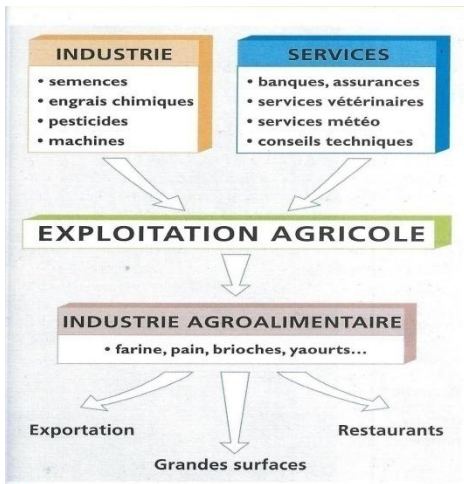 INDUSTRIE
• semences
• engrais chimiques
• pesticides
• machines
SERVICES
• banques, assurances
• services vétérinaires
• services météo
• conseils techniques
EXPLOITATION AGRICOLE
INDUSTRIE AGROALIMENTAIRE
• farine, pain, brioches, yaourts...
Exportation
Restaurants
Grandes surfaces